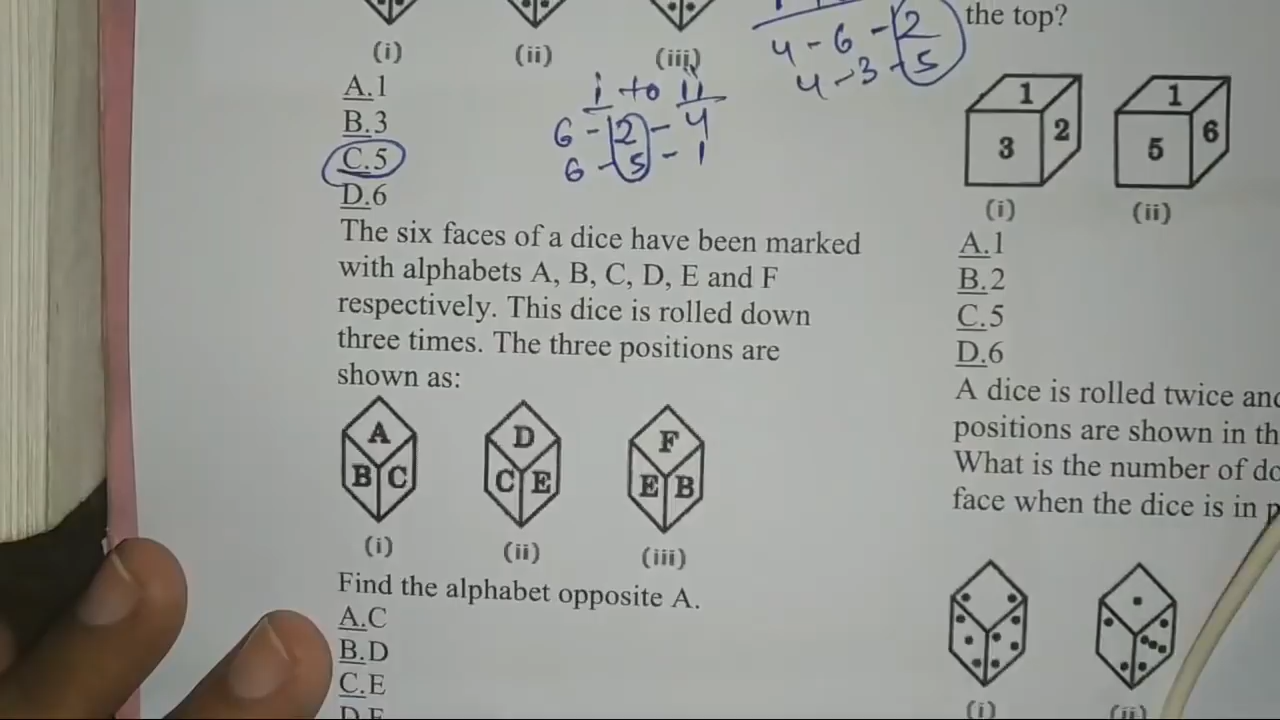 (i) (ii) (iii)
A.1
B.3
C.5
D.6
1 to 11
6 - 2 - 4
6 - 5 - 1
4 - 6 - 2
4 - 3 - 5
The six faces of a dice have been marked
with alphabets A, B, C, D, E and F
respectively. This dice is rolled down
three times. The three positions are
shown as:
A D F
B C C E E B
(i) (ii) (iii)
Find the alphabet opposite A.
A.C
B.D
C.E
the top?
1 1
3 2 5 6
(i) (ii)
A.1
B.2
C.5
D.6
A dice is rolled twice and
positions are shown in th
What is the number of do
face when the dice is in
(i) (ii)